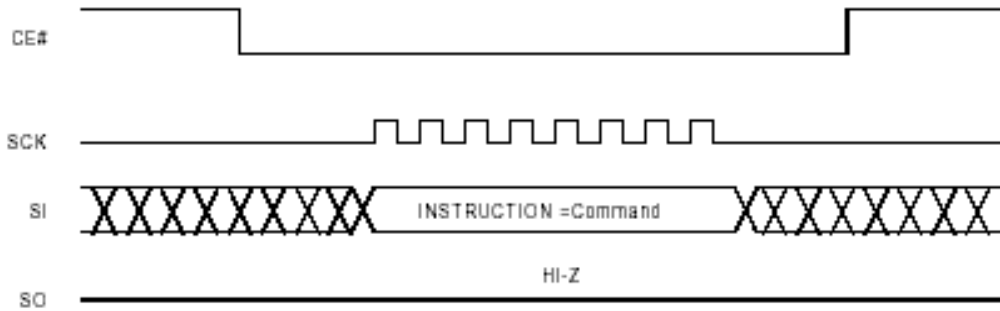 CE#
SCK
SI
INSTRUCTION =Command
HI-Z
SO